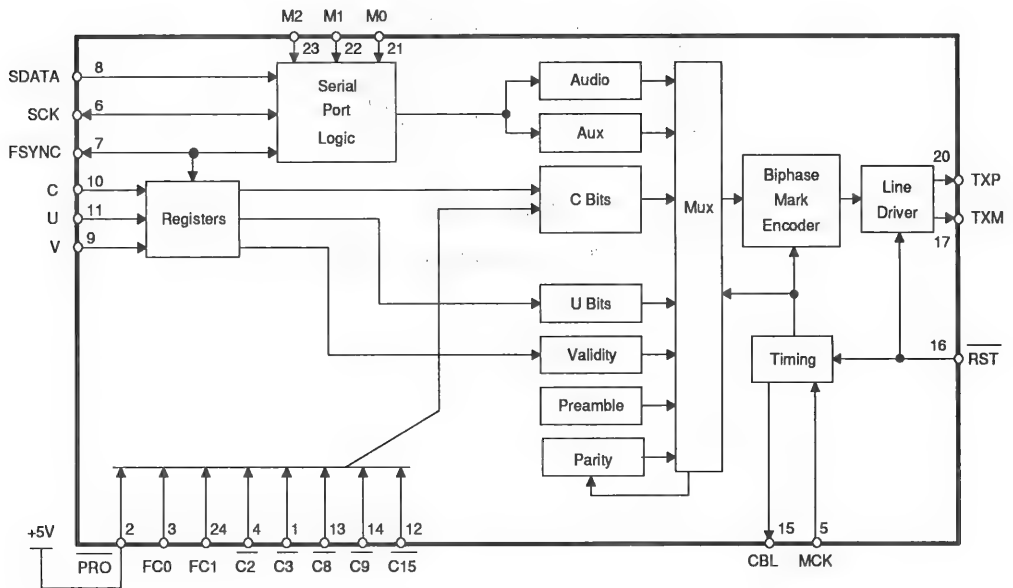 M2 M1 M0
23 22 21
SDATA 8
SCK 6
FSYNC 7
C 10
U 11
V 9
Serial
Port
Logic
Registers
Audio
Aux
C Bits
U Bits
Validity
Preamble
Parity
Mux
Biphase
Mark
Encoder
Line
Driver
20 TXP
TXM
17
Timing
16 RST
+5V
2 3 24 4 1 13 14 12
PRO FC0 FC1 C2 C3 C8 C9 C15
15 5
CBL MCK